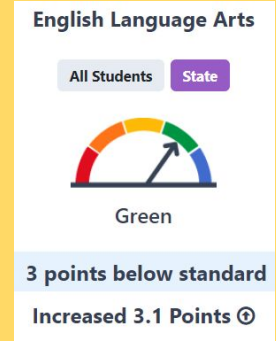 English Language Arts
All Students State
Green
3 points below standard
Increased 3.1 Points